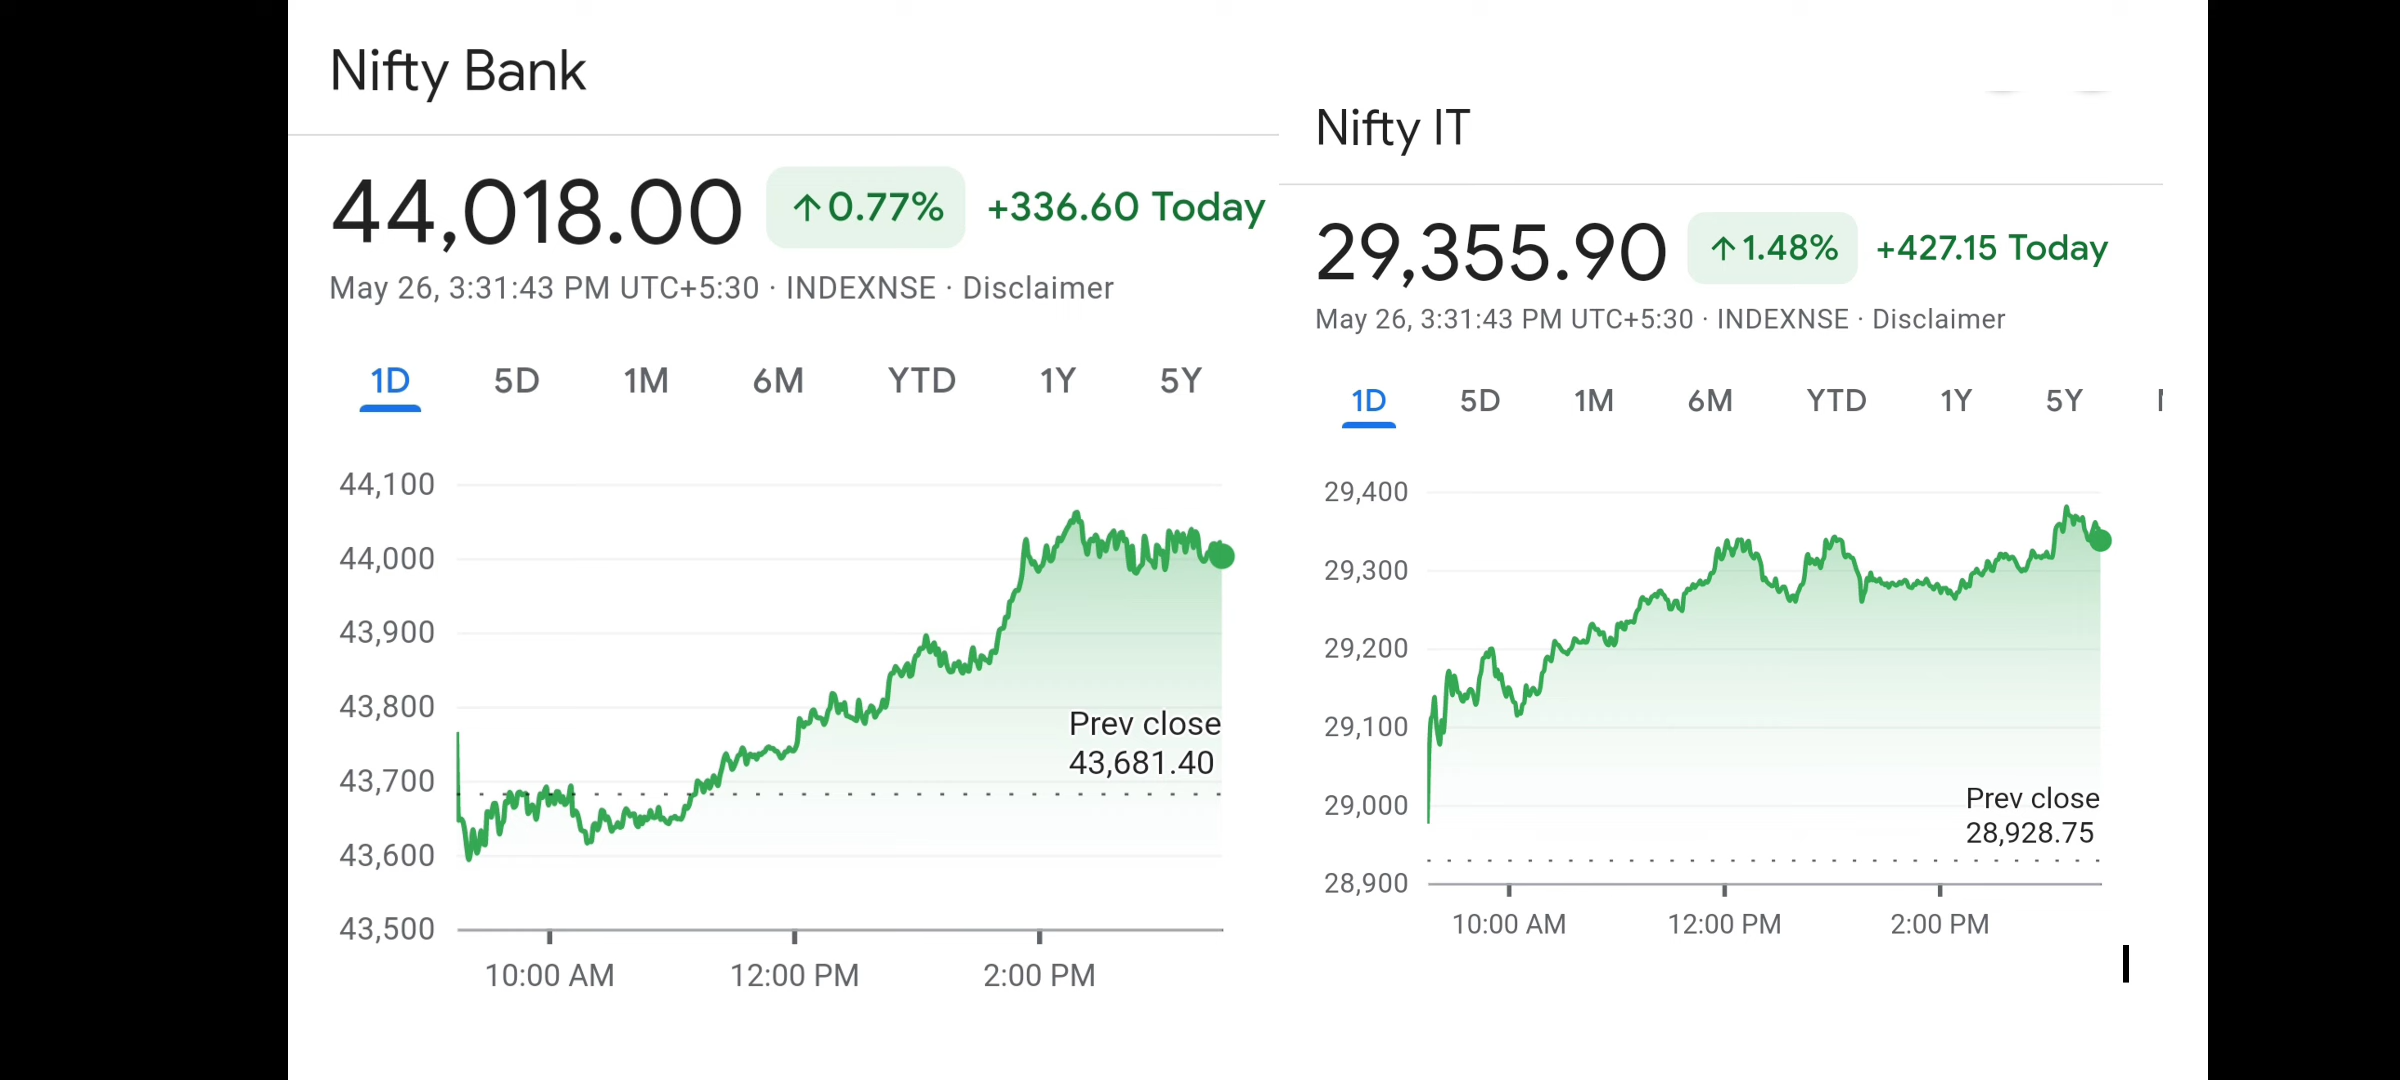 Nifty Bank
44,018.00 ↑0.77% +336.60 Today
May 26, 3:31:43 PM UTC+5:30 · INDEXNSE · Disclaimer
1D 5D 1M 6M YTD 1Y 5Y
44,100
44,000
43,900
43,800
43,700
43,600
43,500
Prev close
43,681.40
10:00 AM 12:00 PM 2:00 PM
Nifty IT
29,355.90 ↑1.48% +427.15 Today
May 26, 3:31:43 PM UTC+5:30 · INDEXNSE · Disclaimer
1D 5D 1M 6M YTD 1Y 5Y
29,400
29,300
29,200
29,100
29,000
28,900
Prev close
28,928.75
10:00 AM 12:00 PM 2:00 PM